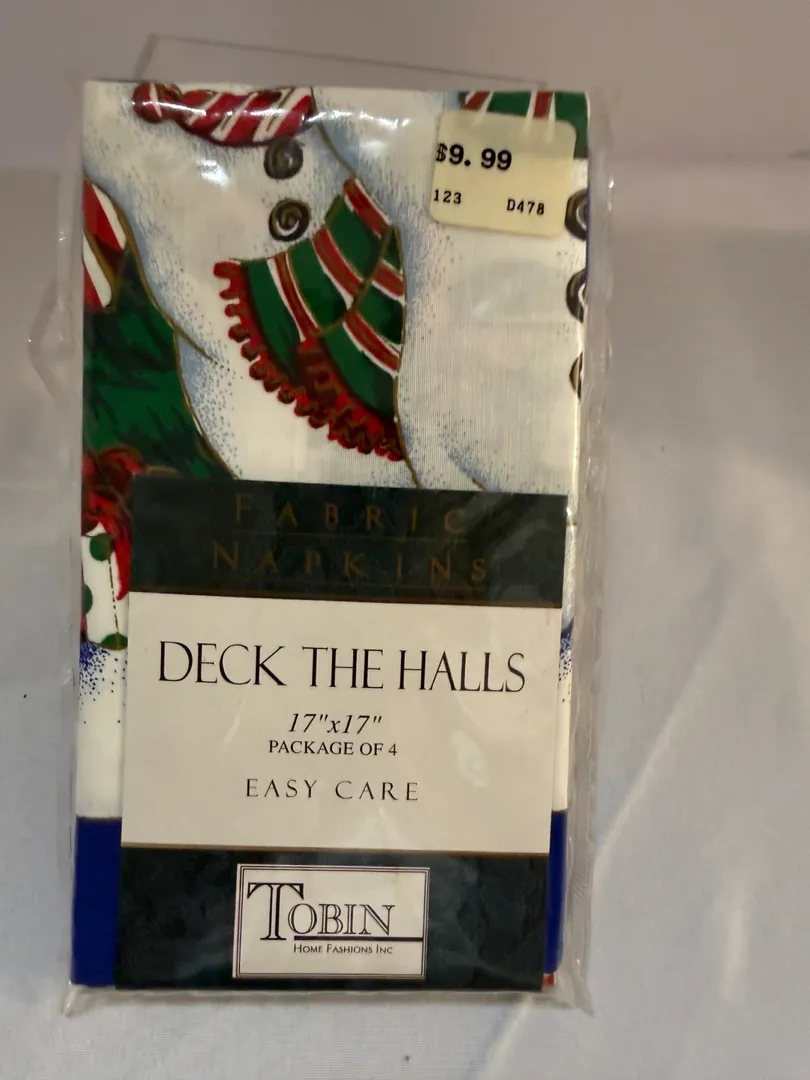 $9.99
123 D478
FABRIC
NAPKINS
DECK THE HALLS
17"x17"
PACKAGE OF 4
EASY CARE
TOBIN
HOME FASHIONS INC